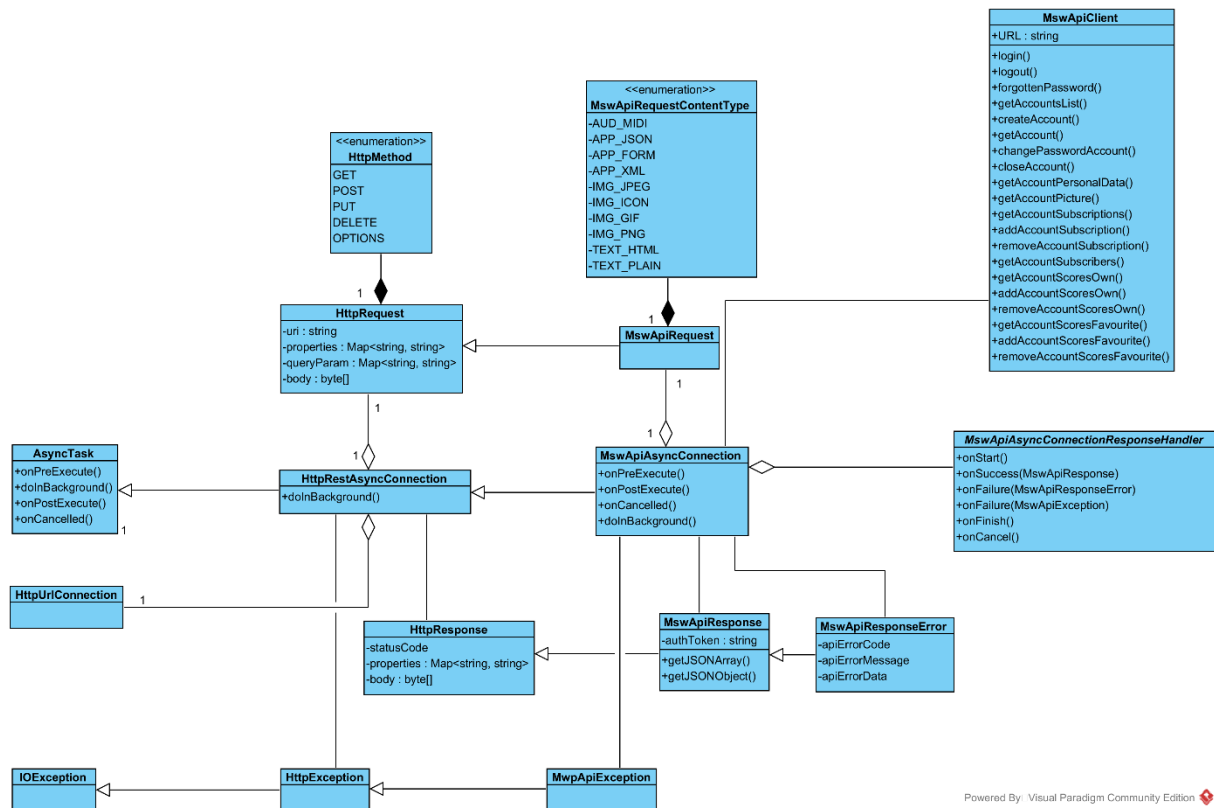 MswApiClient
+URL : string
+login()
+logout()
+forgottenPassword()
+getAccountsList()
+createAccount()
+getAccount()
+changePasswordAccount()
+closeAccount()
+getAccountPersonalData()
+getAccountPicture()
+getAccountSubscriptions()
+addAccountSubscription()
+removeAccountSubscription()
+getAccountSubscribers()
+getAccountScoresOwn()
+addAccountScoresOwn()
+removeAccountScoresOwn()
+getAccountScoresFavourite()
+addAccountScoresFavourite()
+removeAccountScoresFavourite()
<<enumeration>>
MswApiRequestContentType
-AUD_MIDI
-APP_JSON
-APP_FORM
-APP_XML
-IMG_JPEG
-IMG_ICON
-IMG_GIF
-IMG_PNG
-TEXT_HTML
-TEXT_PLAIN
<<enumeration>>
HttpMethod
GET
POST
PUT
DELETE
OPTIONS
1
HttpRequest
-uri : string
-properties : Map<string, string>
-queryParam : Map<string, string>
-body : byte[]
1
MswApiRequest
1
1
1
1
AsyncTask
+onPreExecute()
+doInBackground()
+onPostExecute()
+onCancelled()
1
HttpRestAsyncConnection
+doInBackground()
MswApiAsyncConnection
+onPreExecute()
+onPostExecute()
+onCancelled()
+doInBackground()
MswApiAsyncConnectionResponseHandler
+onStart()
+onSuccess(MswApiResponse)
+onFailure(MswApiResponseError)
+onFailure(MswApiException)
+onFinish()
+onCancel()
HttpUrlConnection
1
HttpResponse
-statusCode
-properties : Map<string, string>
-body : byte[]
MswApiResponse
-authToken : string
+getJSONArray()
+getJSONObject()
MswApiResponseError
-apiErrorCode
-apiErrorMessage
-apiErrorData
IOException
HttpException
MwpApiException
Powered By: Visual Paradigm Community Edition